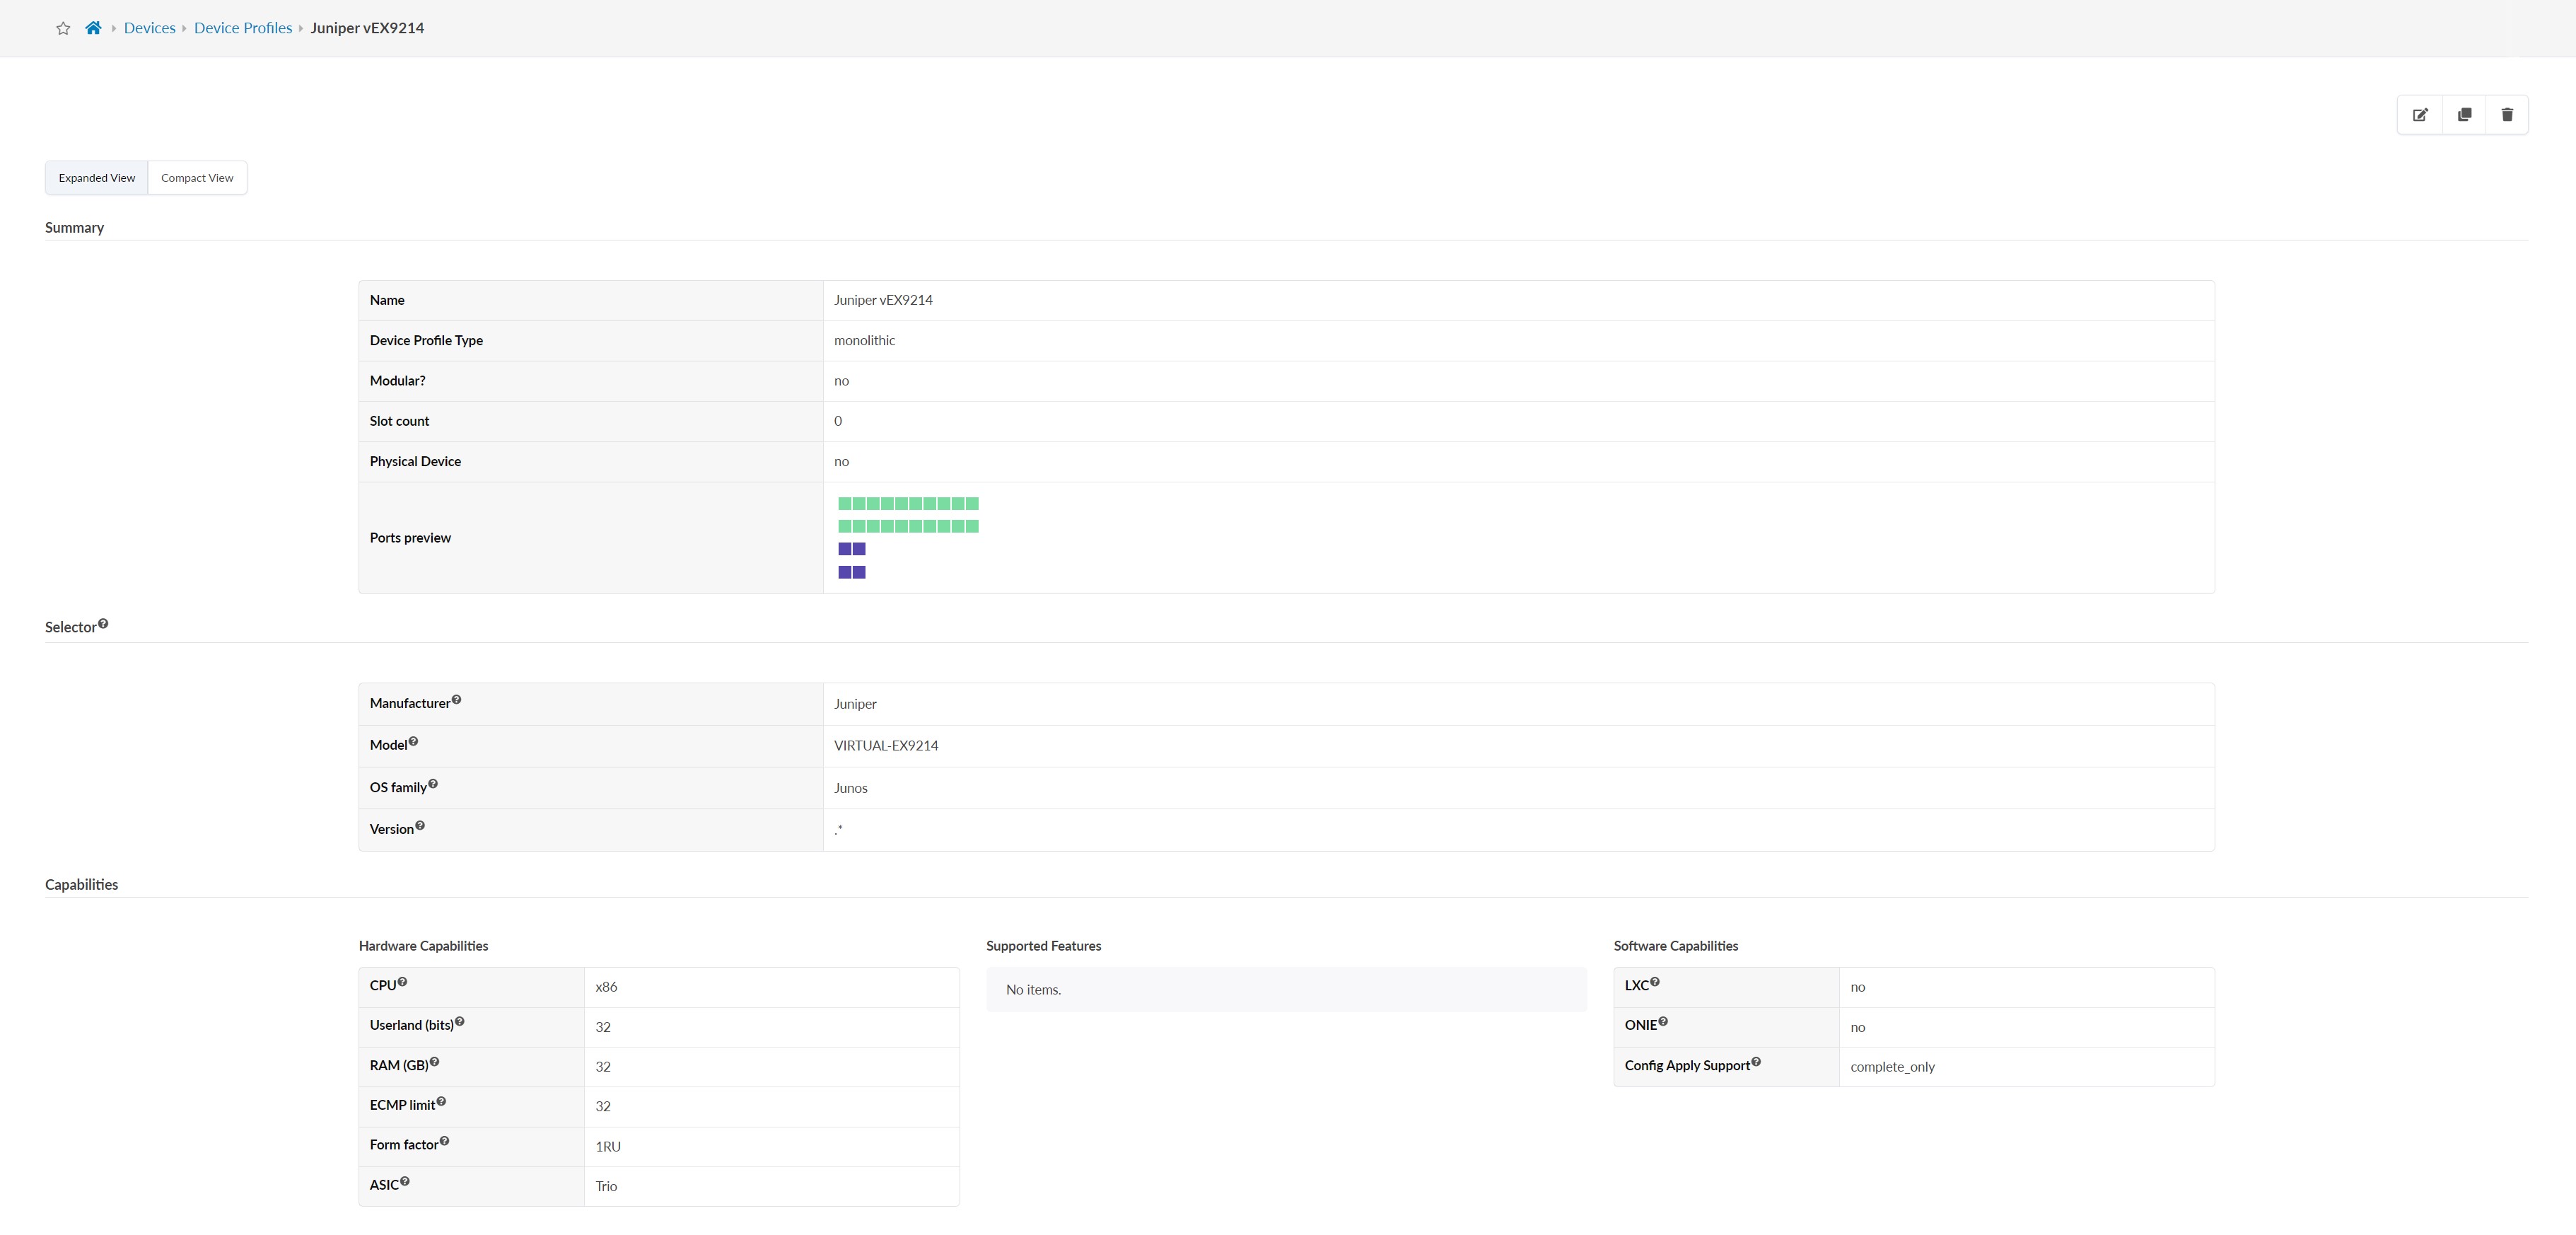 Devices Device Profiles Juniper vEX9214
Expanded View Compact View
Summary
Name Juniper vEX9214
Device Profile Type monolithic
Modular? no
Slot count 0
Physical Device no
Ports preview
Selector
Manufacturer Juniper
Model VIRTUAL-EX9214
OS family Junos
Version .*
Capabilities
Hardware Capabilities
CPU x86
Userland (bits) 32
RAM (GB) 32
ECMP limit 32
Form factor 1RU
ASIC Trio
Supported Features
No items.
Software Capabilities
LXC no
ONIE no
Config Apply Support complete_only